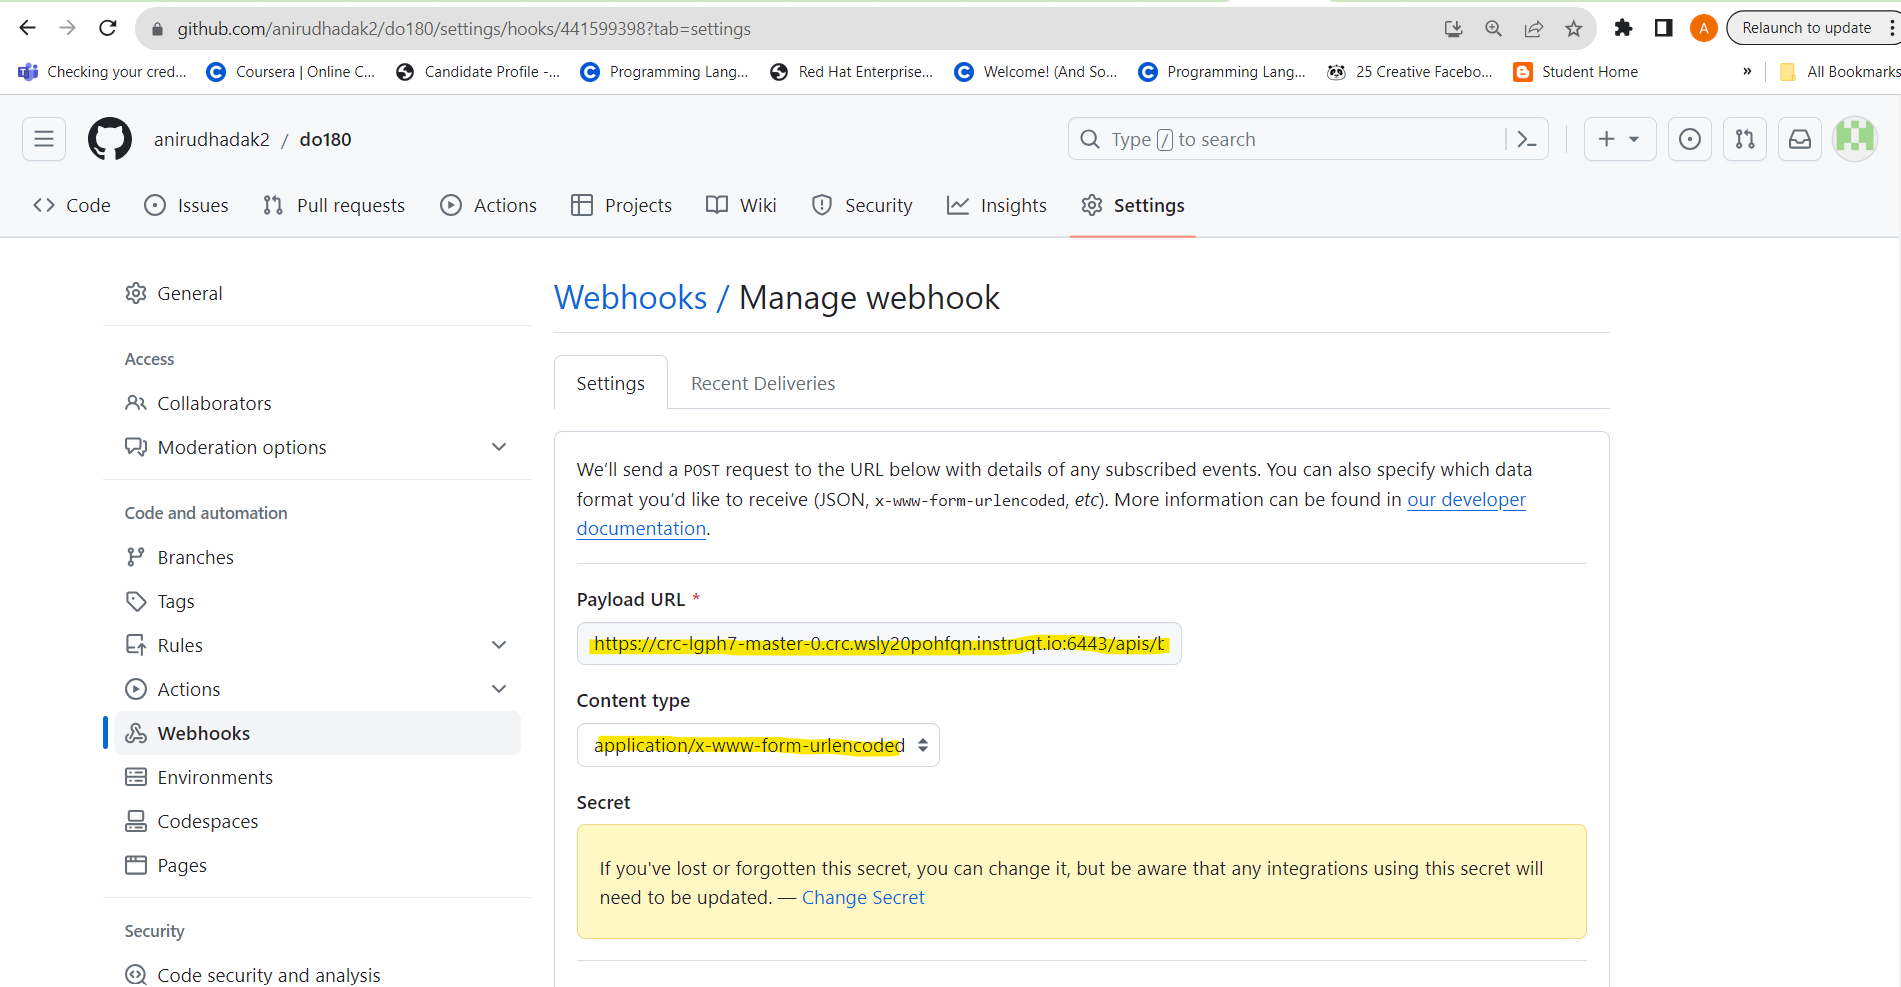 github.com/anirudhadak2/do180/settings/hooks/441599398?tab=settings
A
Relaunch to update
Checking your cred...
Coursera | Online C...
Candidate Profile -...
Programming Lang...
Red Hat Enterprise...
Welcome! (And So...
Programming Lang...
25 Creative Facebo...
Student Home
»
All Bookmarks
anirudhadak2 / do180
Type / to search
Code
Issues
Pull requests
Actions
Projects
Wiki
Security
Insights
Settings
General
Access
Collaborators
Moderation options
Code and automation
Branches
Tags
Rules
Actions
Webhooks
Environments
Codespaces
Pages
Security
Code security and analysis
Webhooks / Manage webhook
Settings
Recent Deliveries
We'll send a POST request to the URL below with details of any subscribed events. You can also specify which data
format you'd like to receive (JSON, x-www-form-urlencoded, etc). More information can be found in our developer
documentation.
Payload URL *
https://crc-lgph7-master-0.crc.wsly20pohfqn.instruqt.io:6443/apis/b
Content type
application/x-www-form-urlencoded
Secret
If you've lost or forgotten this secret, you can change it, but be aware that any integrations using this secret will
need to be updated. — Change Secret